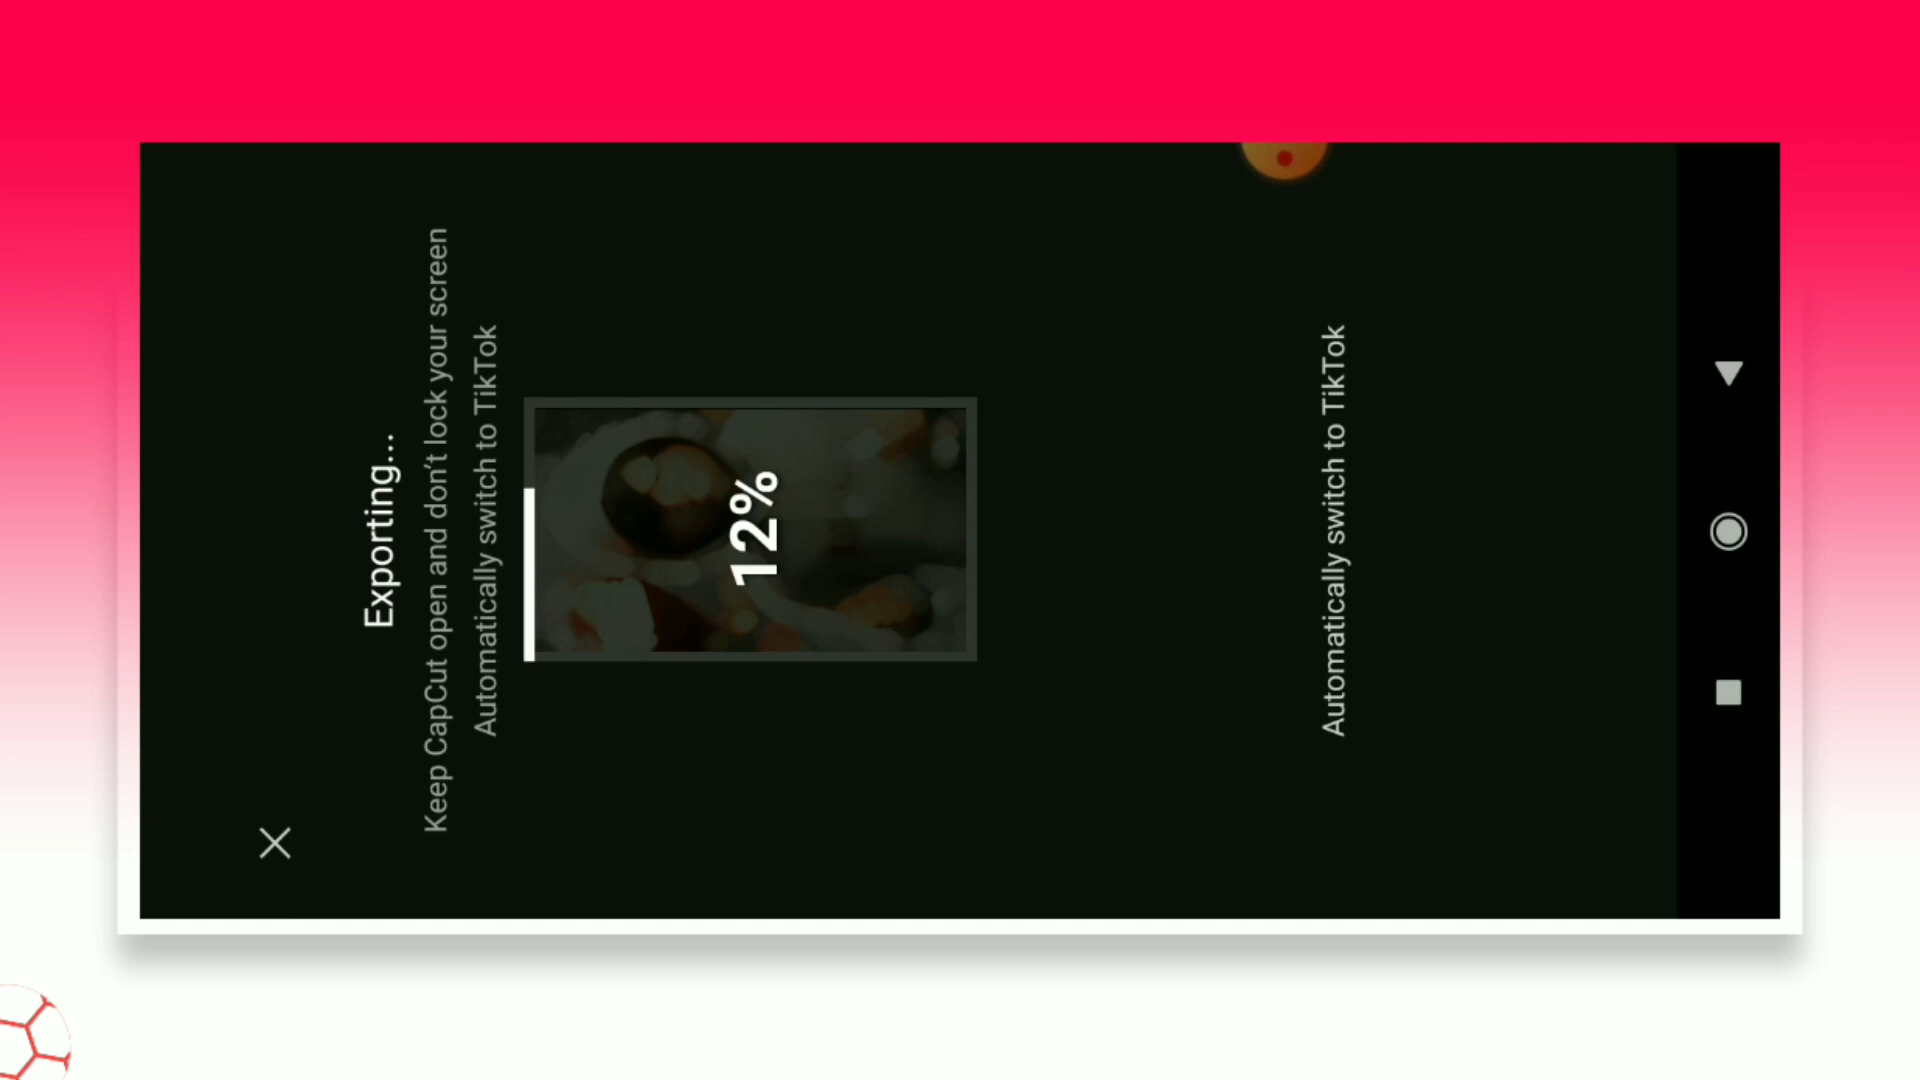 Exporting...
Keep CapCut open and don't lock your screen
Automatically switch to TikTok
12%
Automatically switch to TikTok